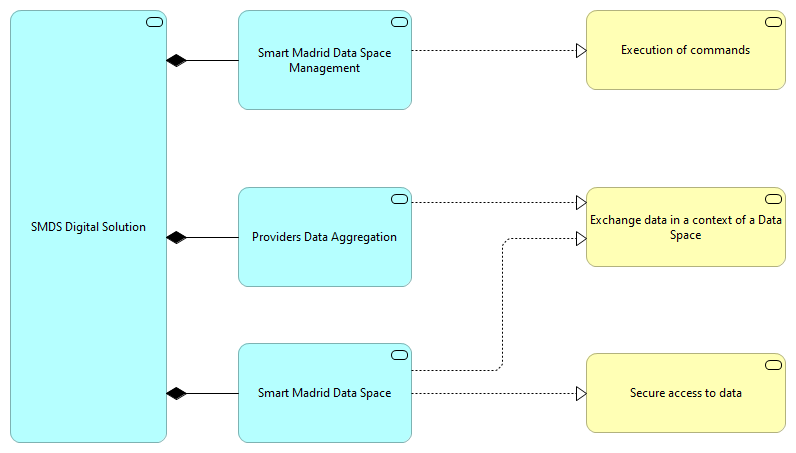 Smart Madrid Data Space
Management
Execution of commands
SMDS Digital Solution
Providers Data Aggregation
Exchange data in a context of a Data
Space
Smart Madrid Data Space
Secure access to data